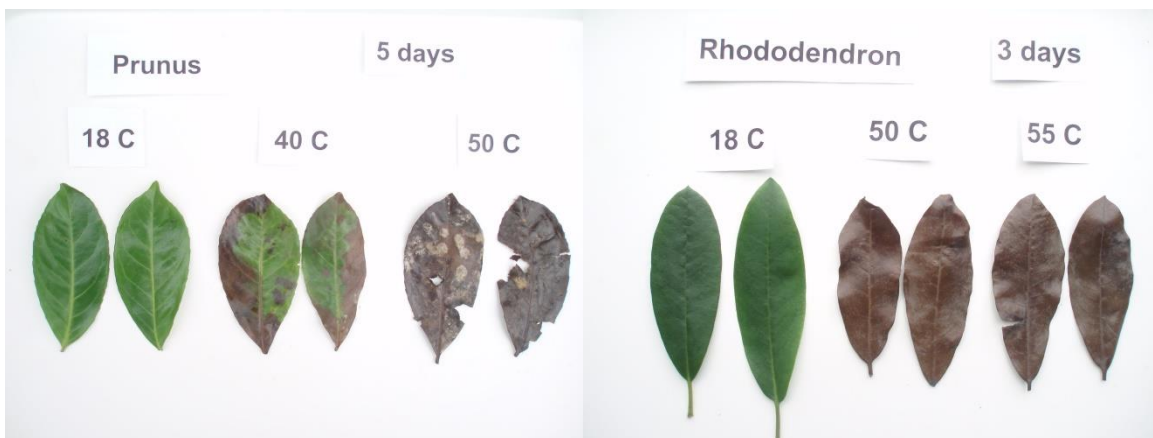 Prunus
5 days
18 C
40 C
50 C
Rhododendron
3 days
18 C
50 C
55 C